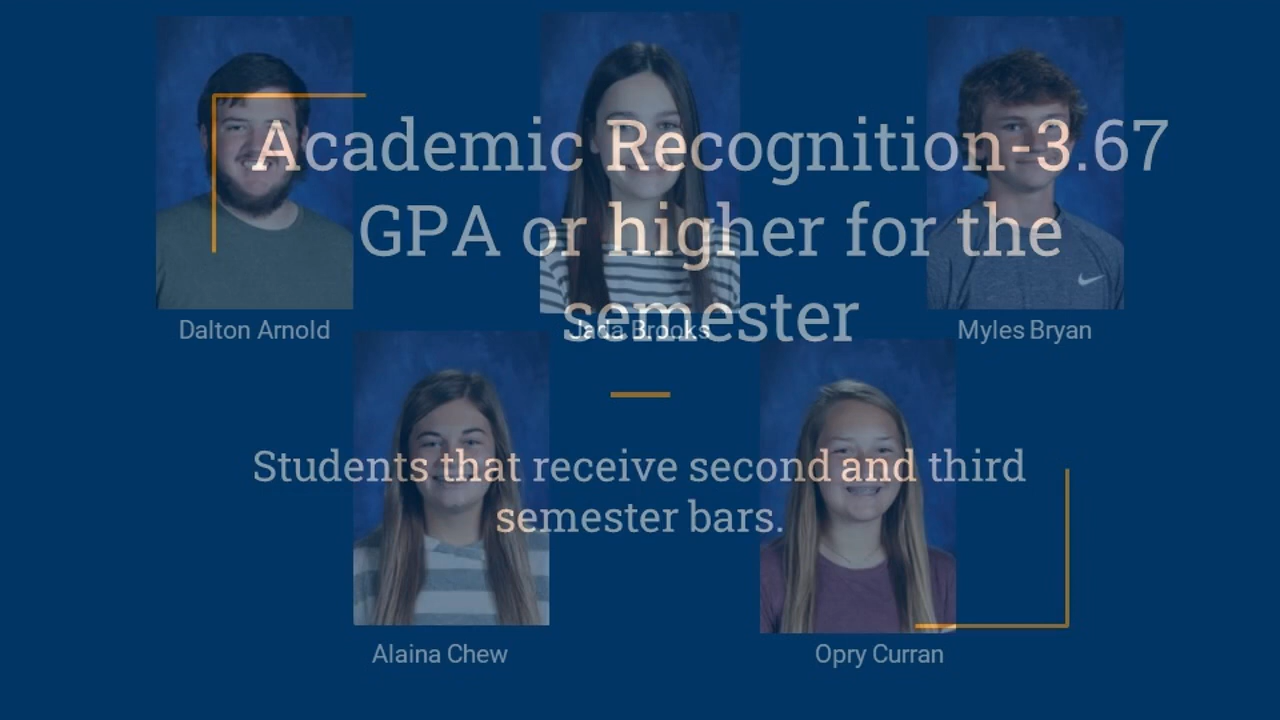 Academic Recognition-3.67
GPA or higher for the
semester
Students that receive second and third
semester bars.
Dalton Arnold
Jada Brooks
Myles Bryan
Alaina Chew
Opry Curran